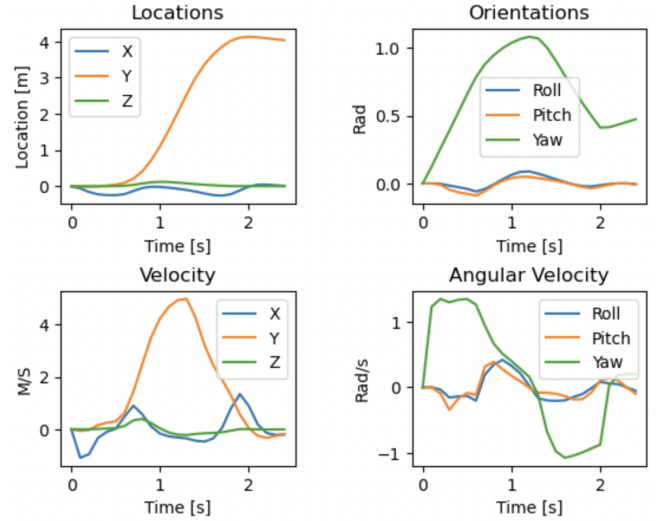 Locations
Location [m]
4
3
2
1
0
X
Y
Z
0
1
2
Time [s]
Orientations
Rad
1.0
0.5
0.0
Roll
Pitch
Yaw
0
1
2
Time [s]
Velocity
M/S
4
2
0
X
Y
Z
0
1
2
Time [s]
Angular Velocity
Rad/s
1
0
−1
Roll
Pitch
Yaw
0
1
2
Time [s]